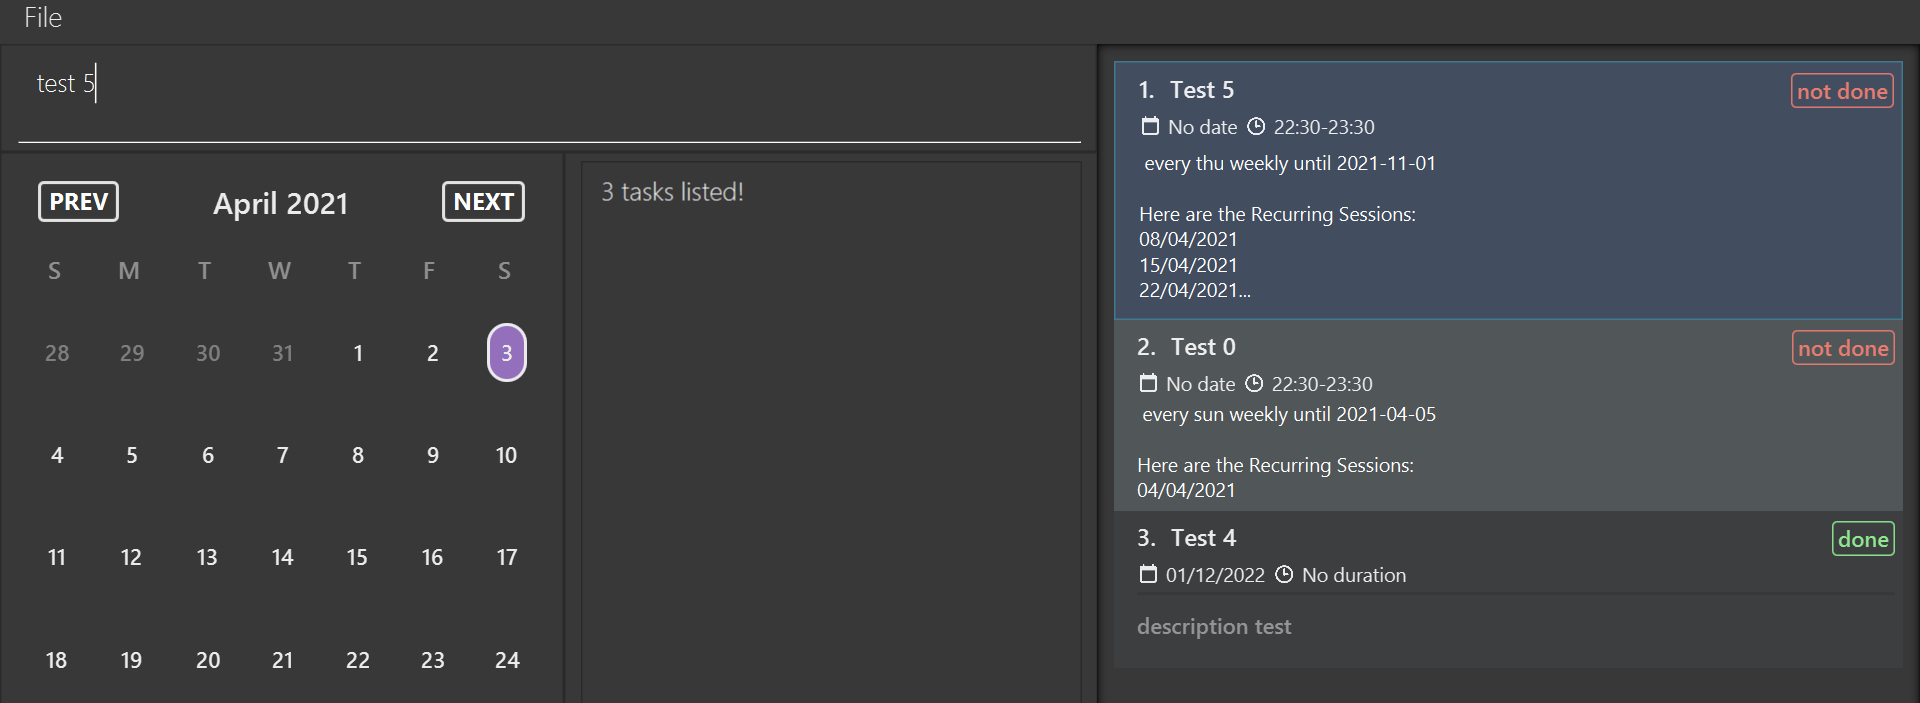 File
test 5
PREV April 2021 NEXT
S M T W T F S
28 29 30 31 1 2 3
4 5 6 7 8 9 10
11 12 13 14 15 16 17
18 19 20 21 22 23 24
3 tasks listed!
1. Test 5 not done
No date 22:30-23:30
every thu weekly until 2021-11-01
Here are the Recurring Sessions:
08/04/2021
15/04/2021
22/04/2021...
2. Test 0 not done
No date 22:30-23:30
every sun weekly until 2021-04-05
Here are the Recurring Sessions:
04/04/2021
3. Test 4 done
01/12/2022 No duration
description test